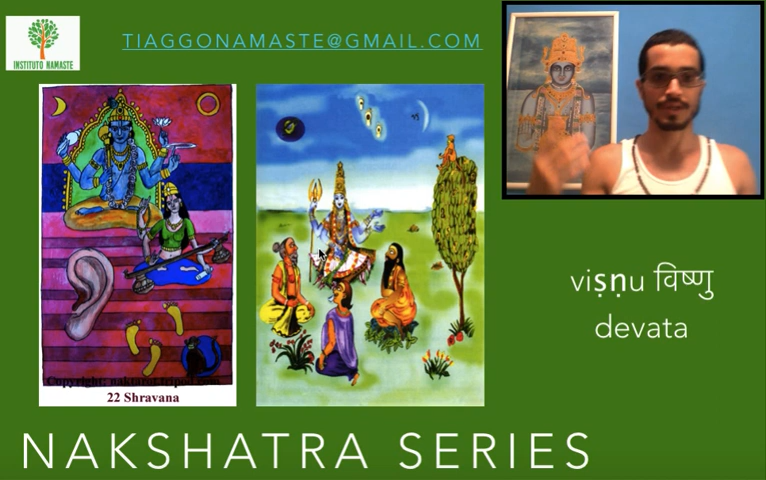 INSTITUTO NAMASTE
TIAGGONAMASTE@GMAIL.COM
viṣṇu विष्णु
devata
22 Shravana
NAKSHATRA SERIES